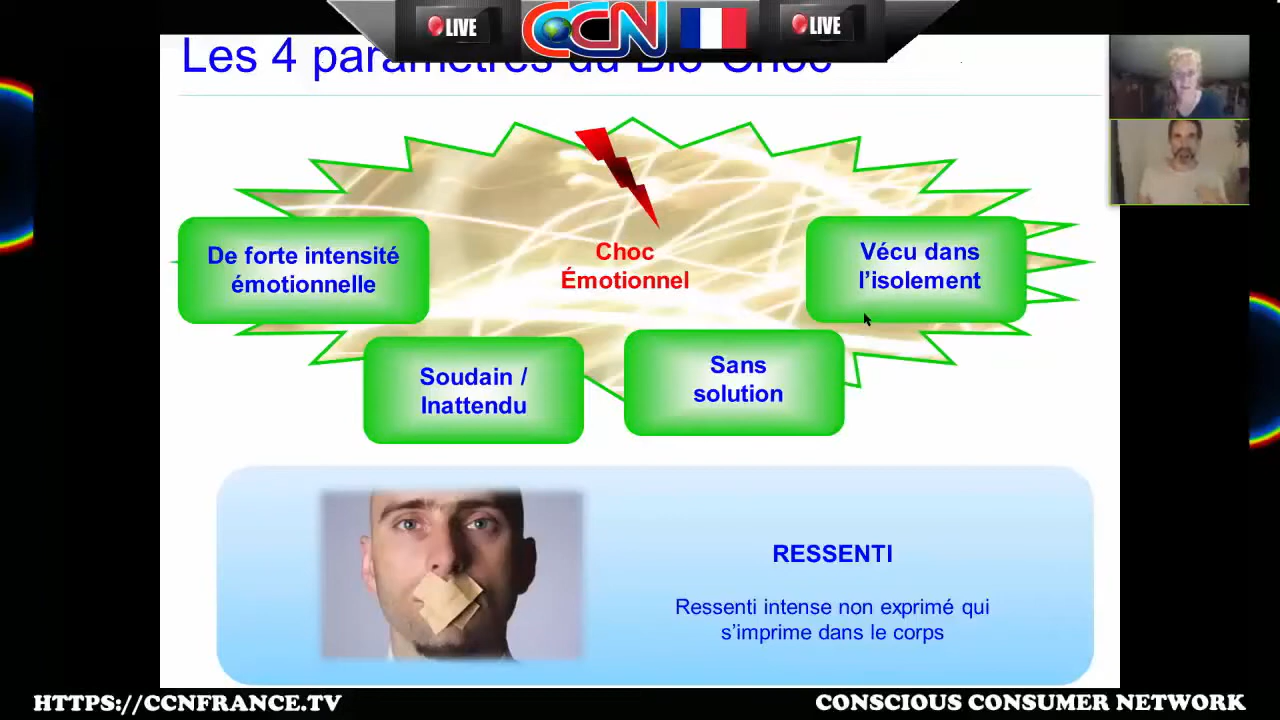 LIVE
CCN
LIVE
Les 4 paramètres du Bio-Choc
Choc
Émotionnel
De forte intensité
émotionnelle
Vécu dans
l'isolement
Soudain /
Inattendu
Sans
solution
RESSENTI
Ressenti intense non exprimé qui
s'imprime dans le corps
HTTPS://CCNFRANCE.TV
CONSCIOUS CONSUMER NETWORK